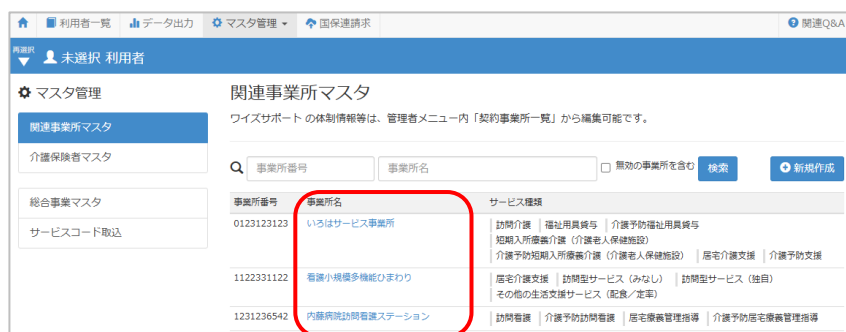 利用者一覧 データ出力 マスタ管理 国保連請求 関連Q&A
再選択 未選択 利用者
マスタ管理
関連事業所マスタ
介護保険者マスタ
総合事業マスタ
サービスコード取込
関連事業所マスタ
ワイズサポート の体制情報等は、管理者メニュー内「契約事業所一覧」から編集可能です。
事業所番号 事業所名 無効の事業所を含む 検索 新規作成
事業所番号 事業所名 サービス種類
0123123123 いろはサービス事業所 訪問介護 福祉用具貸与 介護予防福祉用具貸与
短期入所療養介護(介護老人保健施設)
介護予防短期入所療養介護(介護老人保健施設) 居宅介護支援 介護予防支援
1122331122 看護小規模多機能ひまわり 居宅介護支援 訪問型サービス(みなし) 訪問型サービス(独自)
その他の生活支援サービス(配食/定率)
1231236542 内藤病院訪問看護ステーション 訪問看護 介護予防訪問看護 居宅療養管理指導 介護予防居宅療養管理指導